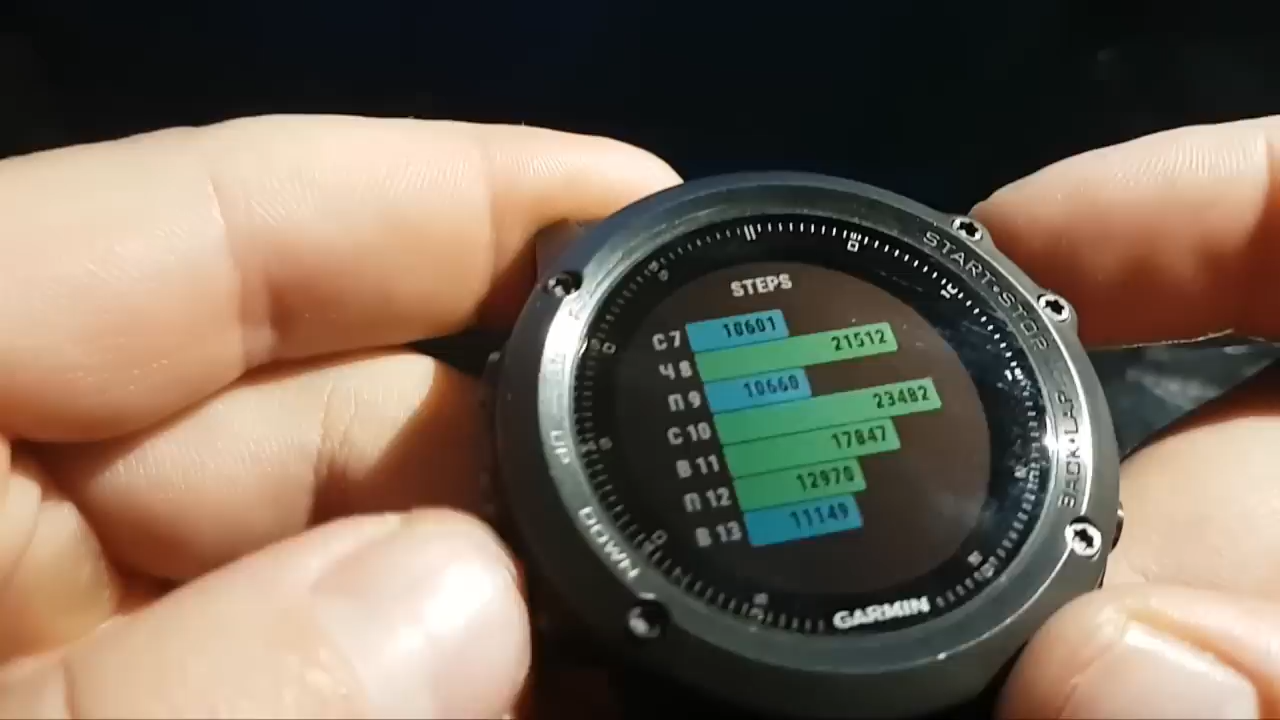 STEPS
С 7 10601
Ч 8 21512
П 9 10660
С 10 23482
В 11 17847
П 12 12970
В 13 11149
START·STOP
BACK·LAP
UP
DOWN
GARMIN